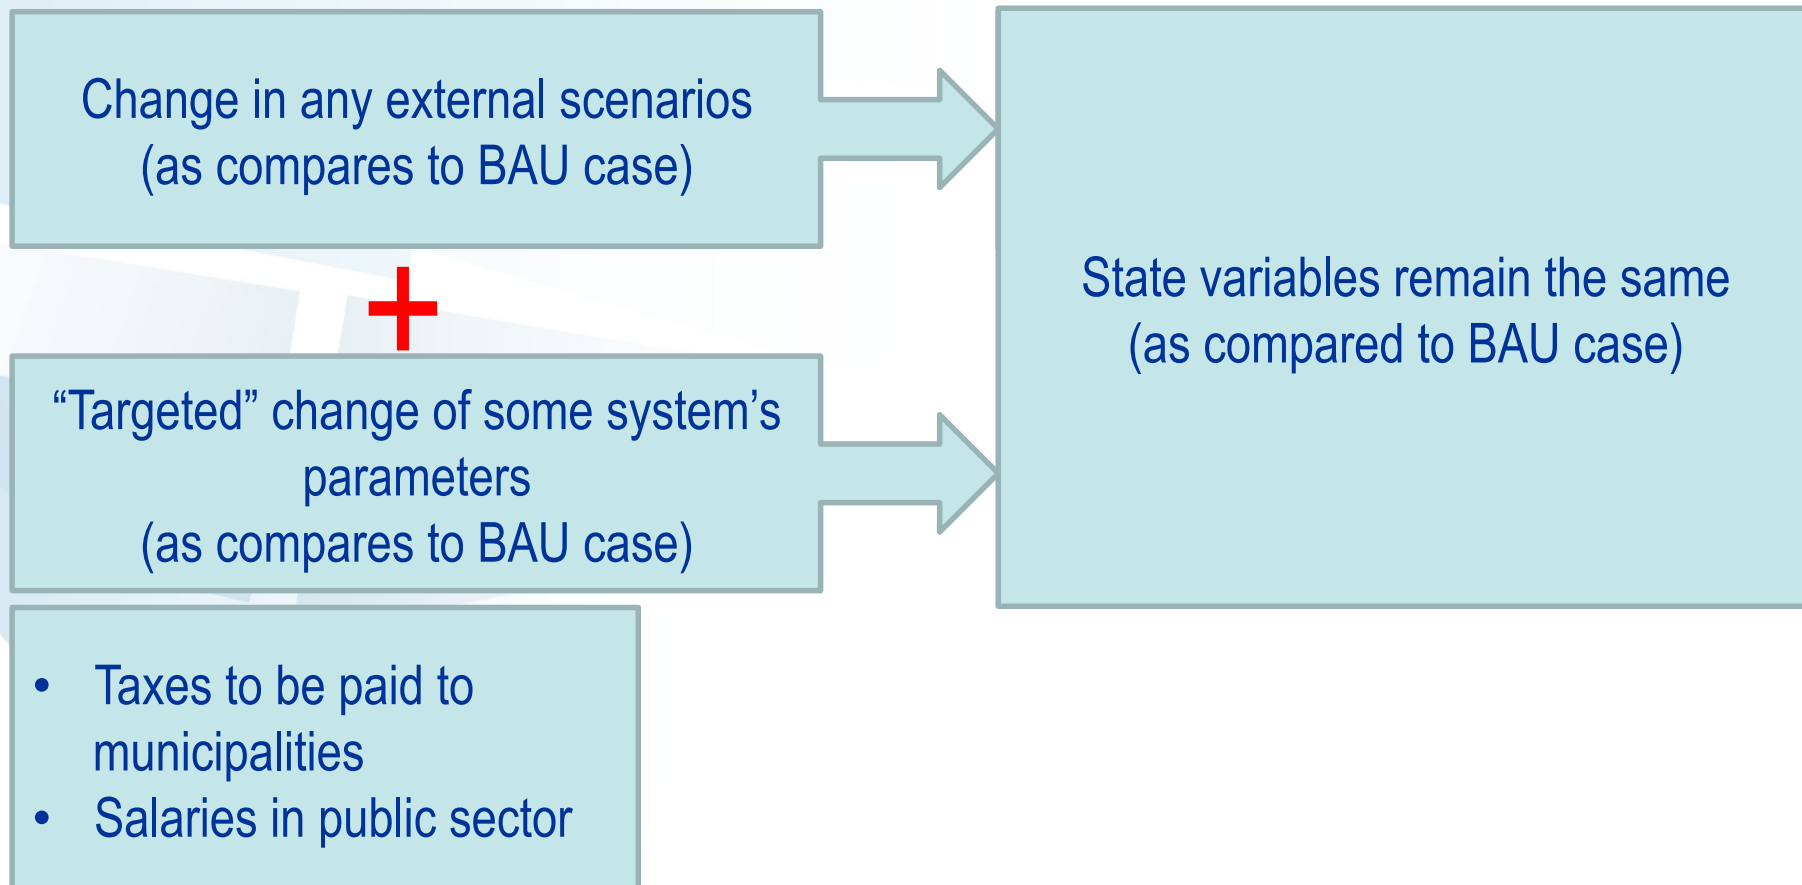 Change in any external scenarios
(as compares to BAU case)
+
“Targeted” change of some system’s
parameters
(as compares to BAU case)
• Taxes to be paid to
municipalities
• Salaries in public sector
State variables remain the same
(as compared to BAU case)